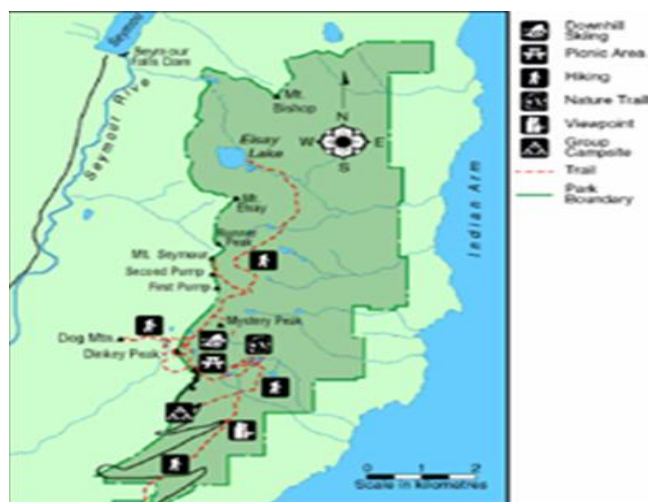 Seymour
Seymour
Falls Dam
Seymour River
Mt.
Bishop
Elsay
Lake
N
W
E
S
Mt.
Elsay
Runner
Peak
Mt. Seymour
Second Pump
First Pump
Mystery Peak
Dog Mtn.
Dinkey Peak
Indian Arm
0 1 2
Scale in kilometres
Downhill
Skiing
Picnic Area
Hiking
Nature Trail
Viewpoint
Group
Campsite
Trail
Park
Boundary